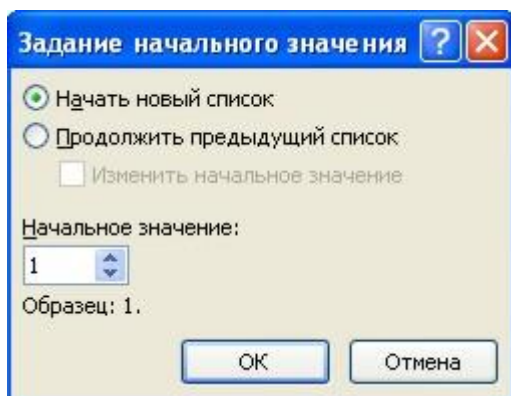 Задание начального значения
Начать новый список
Продолжить предыдущий список
Изменить начальное значение
Начальное значение:
1
Образец: 1.
ОК Отмена